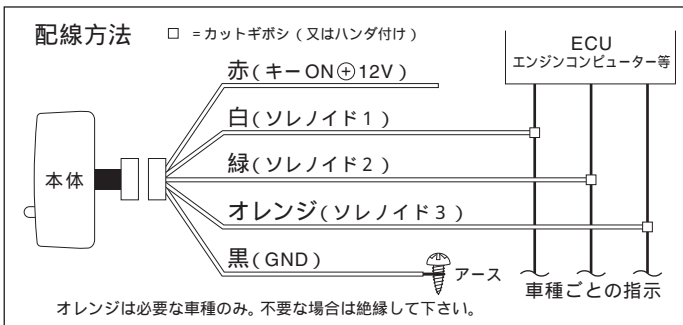 配線方法 □ =カットギボシ(又はハンダ付け)
ECU
エンジンコンピューター等
赤(キーON⊕12V)
白(ソレノイド1)
緑(ソレノイド2)
本体
オレンジ(ソレノイド3)
黒(GND)
アース
車種ごとの指示
オレンジは必要な車種のみ。不要な場合は絶縁して下さい。